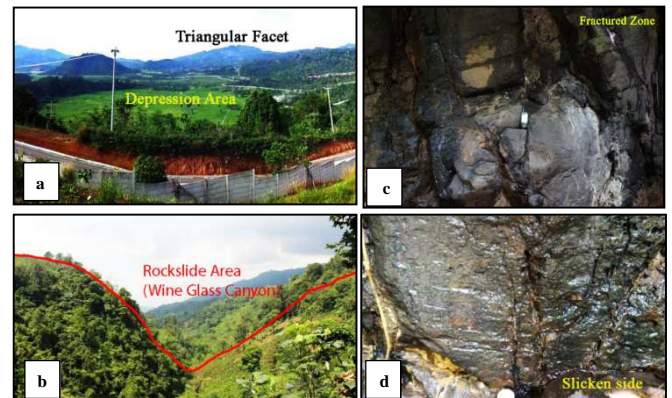 Triangular Facet
Depression Area
a
Fractured Zone
c
Rockslide Area
(Wine Glass Canyon)
b
Slicken side
d